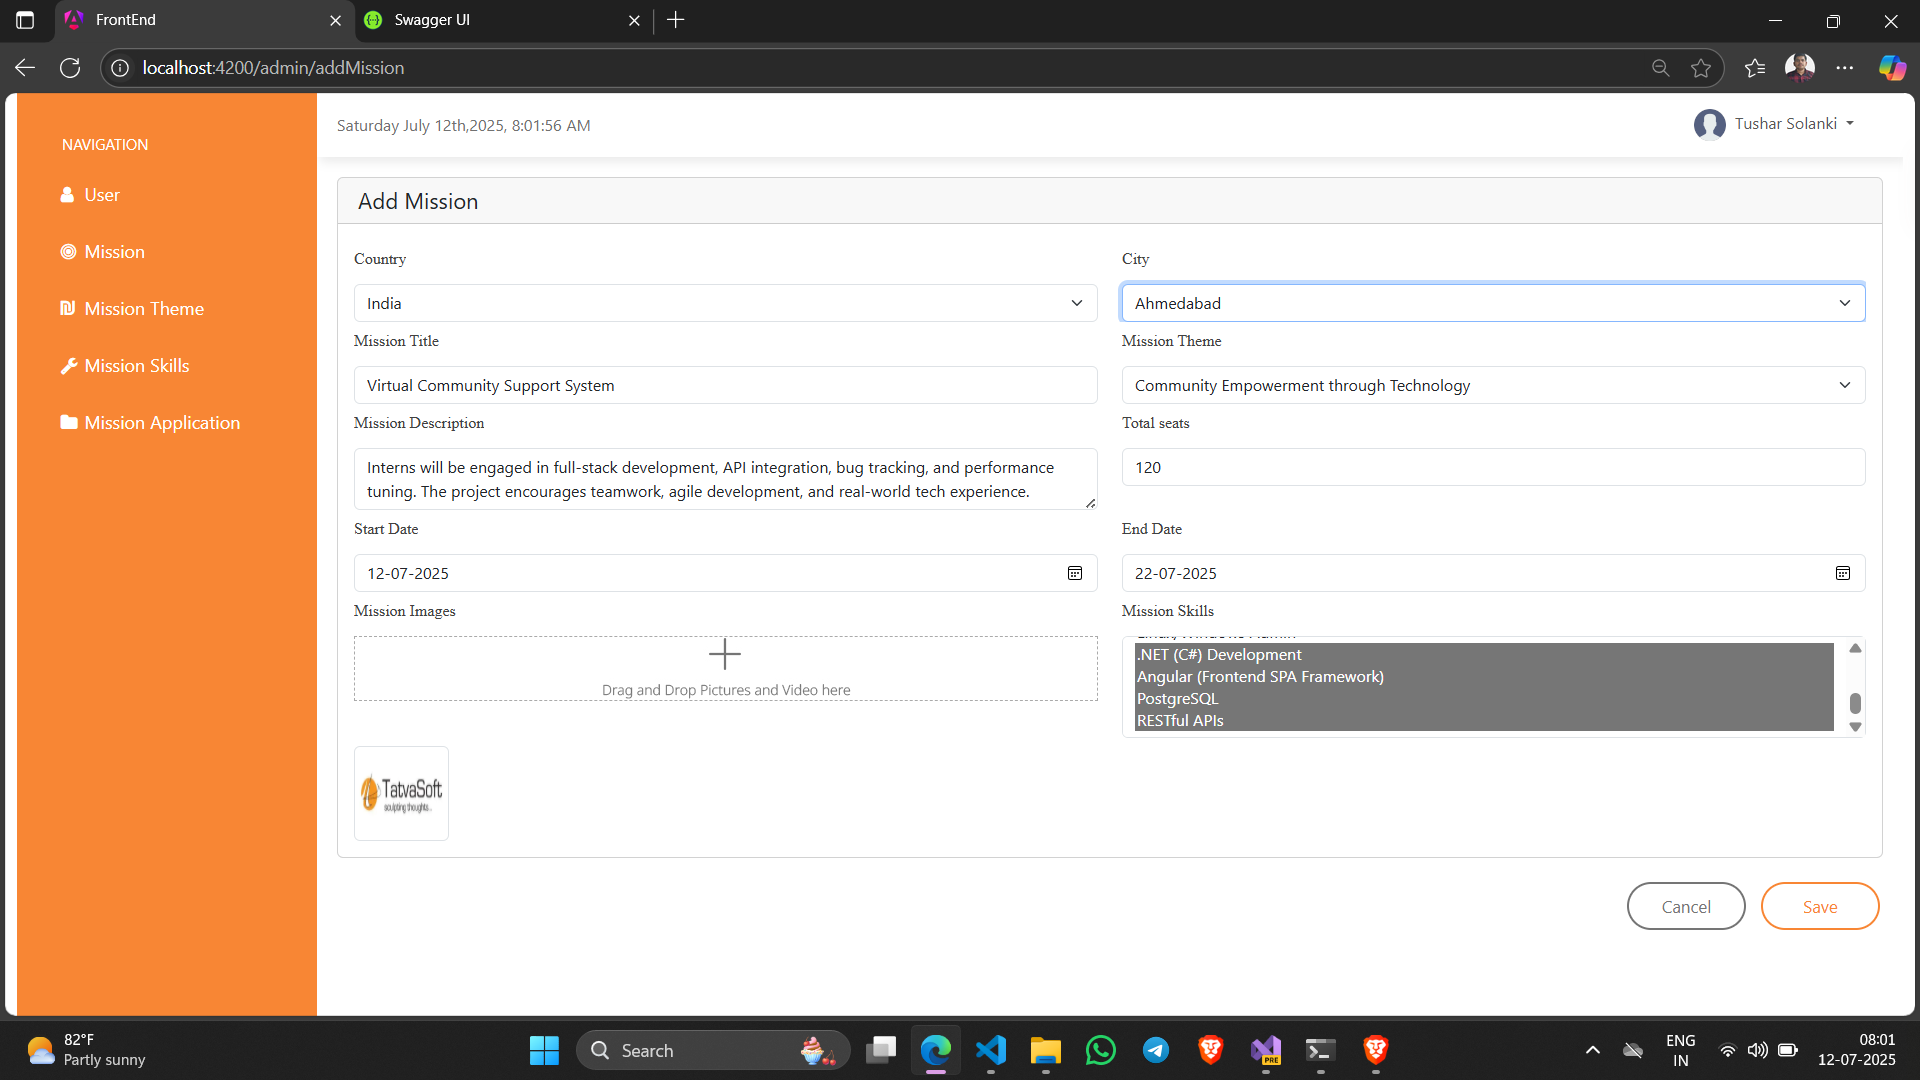 FrontEnd
Swagger UI
localhost:4200/admin/addMission
NAVIGATION
User
Mission
Mission Theme
Mission Skills
Mission Application
Saturday July 12th,2025, 8:01:56 AM
Tushar Solanki
Add Mission
Country
City
India
Ahmedabad
Mission Title
Mission Theme
Virtual Community Support System
Community Empowerment through Technology
Mission Description
Total seats
Interns will be engaged in full-stack development, API integration, bug tracking, and performance
tuning. The project encourages teamwork, agile development, and real-world tech experience.
120
Start Date
End Date
12-07-2025
22-07-2025
Mission Images
Mission Skills
Drag and Drop Pictures and Video here
.NET (C#) Development
Angular (Frontend SPA Framework)
PostgreSQL
RESTful APIs
TatvaSoft
sculpting thoughts...
Cancel
Save
82°F
Partly sunny
Search
PRE
ENG
IN
08:01
12-07-2025